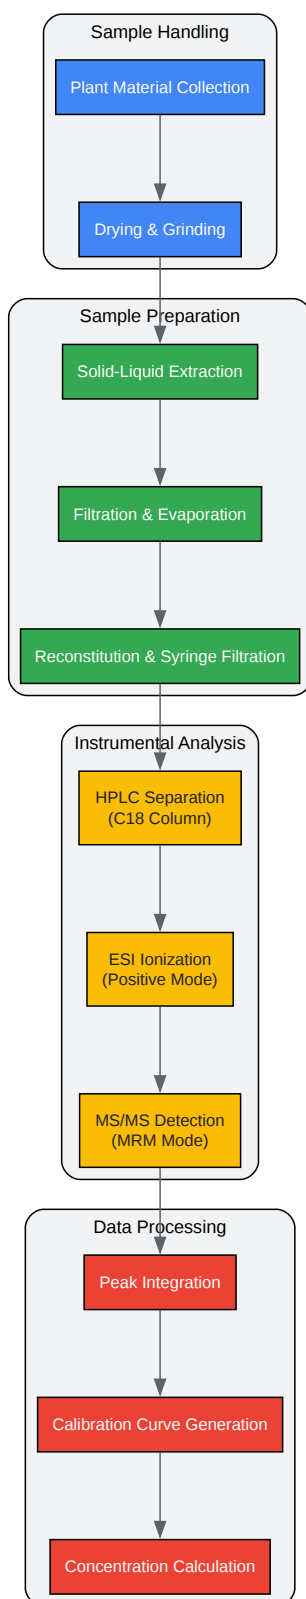 Sample Handling
Plant Material Collection
Drying & Grinding
Sample Preparation
Solid-Liquid Extraction
Filtration & Evaporation
Reconstitution & Syringe Filtration
Instrumental Analysis
HPLC Separation
(C18 Column)
ESI Ionization
(Positive Mode)
MS/MS Detection
(MRM Mode)
Data Processing
Peak Integration
Calibration Curve Generation
Concentration Calculation